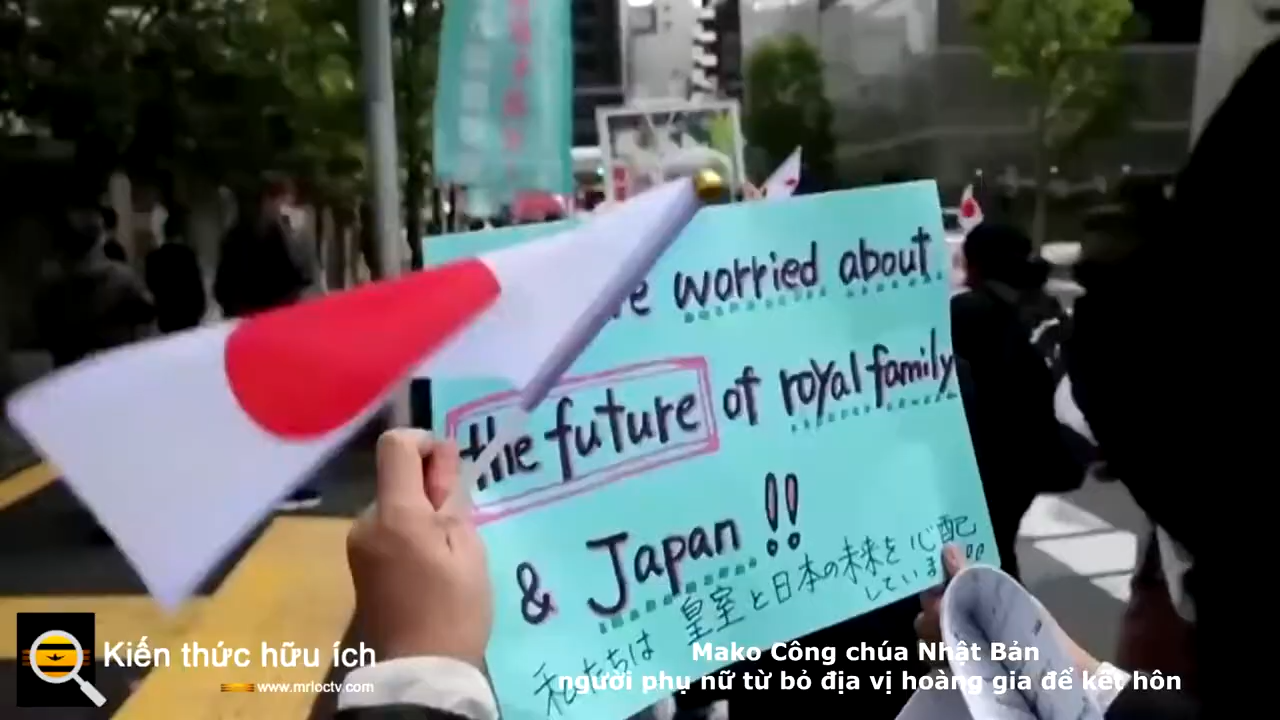 worried about
the future of royal family
& Japan !!
私たちは 皇室と日本の未来を心配
していま
Kiến thức hữu ích
www.mrloctv.com
Mako Công chúa Nhật Bản
người phụ nữ từ bỏ địa vị hoàng gia để kết hôn